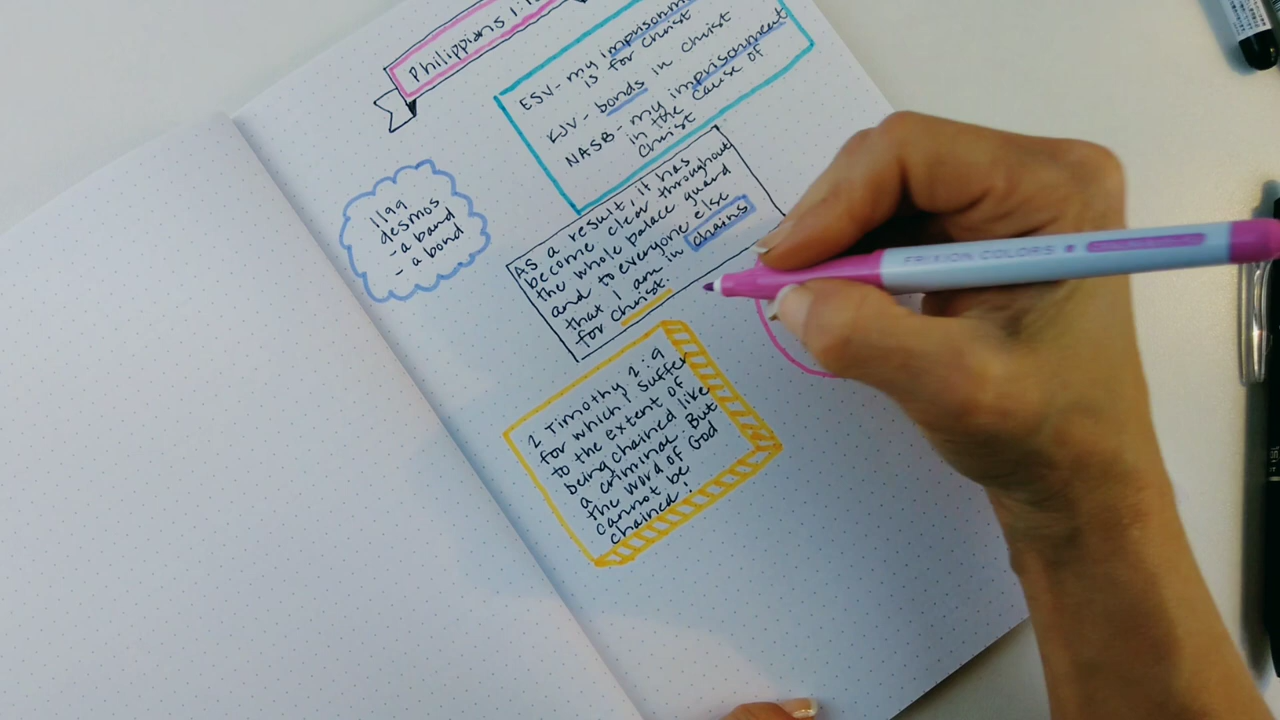 Philippians 1:1
ESV - my imprisonm
is for Christ
KJV - bonds in Christ
NASB - my imprisonment
in the cause of
Christ
1199
desmos
- a band
- a bond
As a result, it has
become clear throughout
the whole palace guard
and to everyone else
that I am in chains
for Christ.
2 Timothy 2:9
for which I suffer
to the extent of
being chained like
a criminal. But
the word of God
cannot be
chained!
FRIXION COLORS